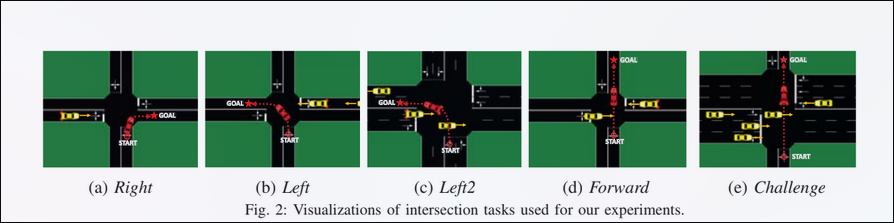 GOAL
START
GOAL
START
GOAL
START
GOAL
START
GOAL
START
(a) Right
(b) Left
(c) Left2
(d) Forward
(e) Challenge
Fig. 2: Visualizations of intersection tasks used for our experiments.